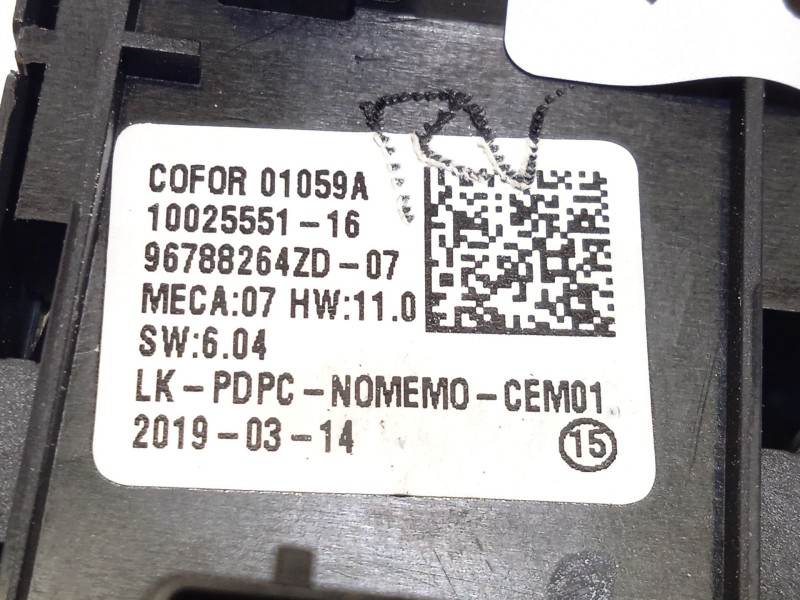 COFOR 01059A
10025551-16
96788264ZD-07
MECA:07 HW:11.0
SW:6.04
LK-PDPC-NOMEMO-CEM01
2019-03-14
15